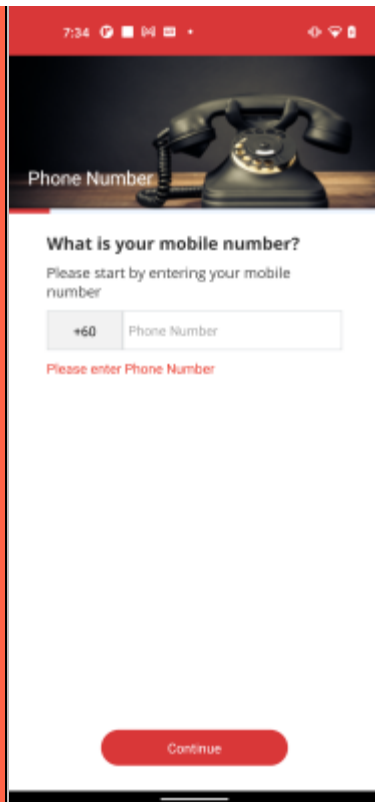 7:34
Phone Number
What is your mobile number?
Please start by entering your mobile
number
+60 Phone Number
Please enter Phone Number
Continue